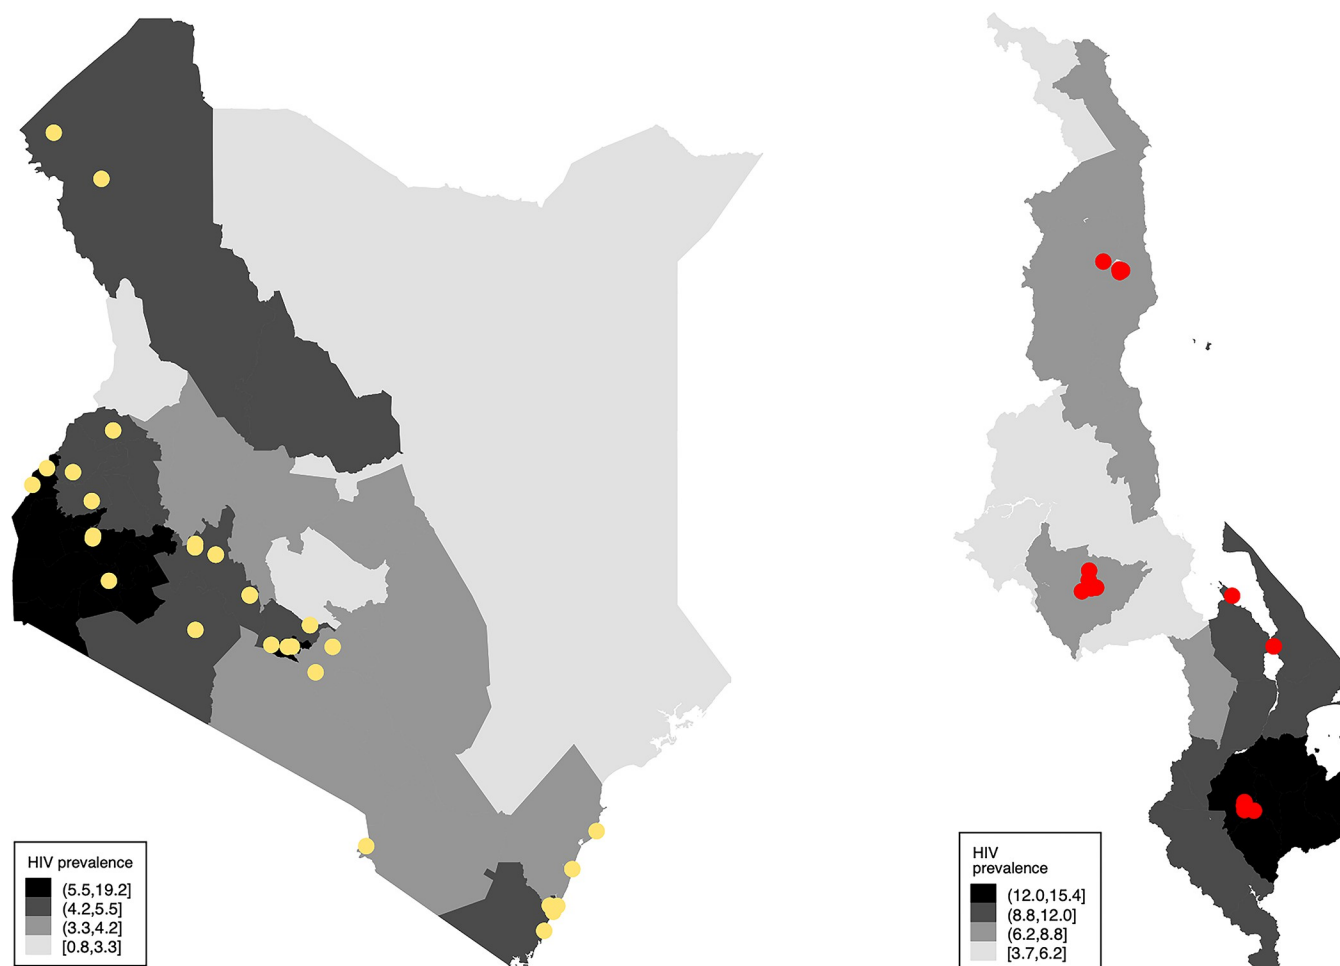 HIV prevalence
(5.5,19.2]
(4.2,5.5]
(3.3,4.2]
[0.8,3.3]
HIV
prevalence
(12.0,15.4]
(8.8,12.0]
(6.2,8.8]
[3.7,6.2]